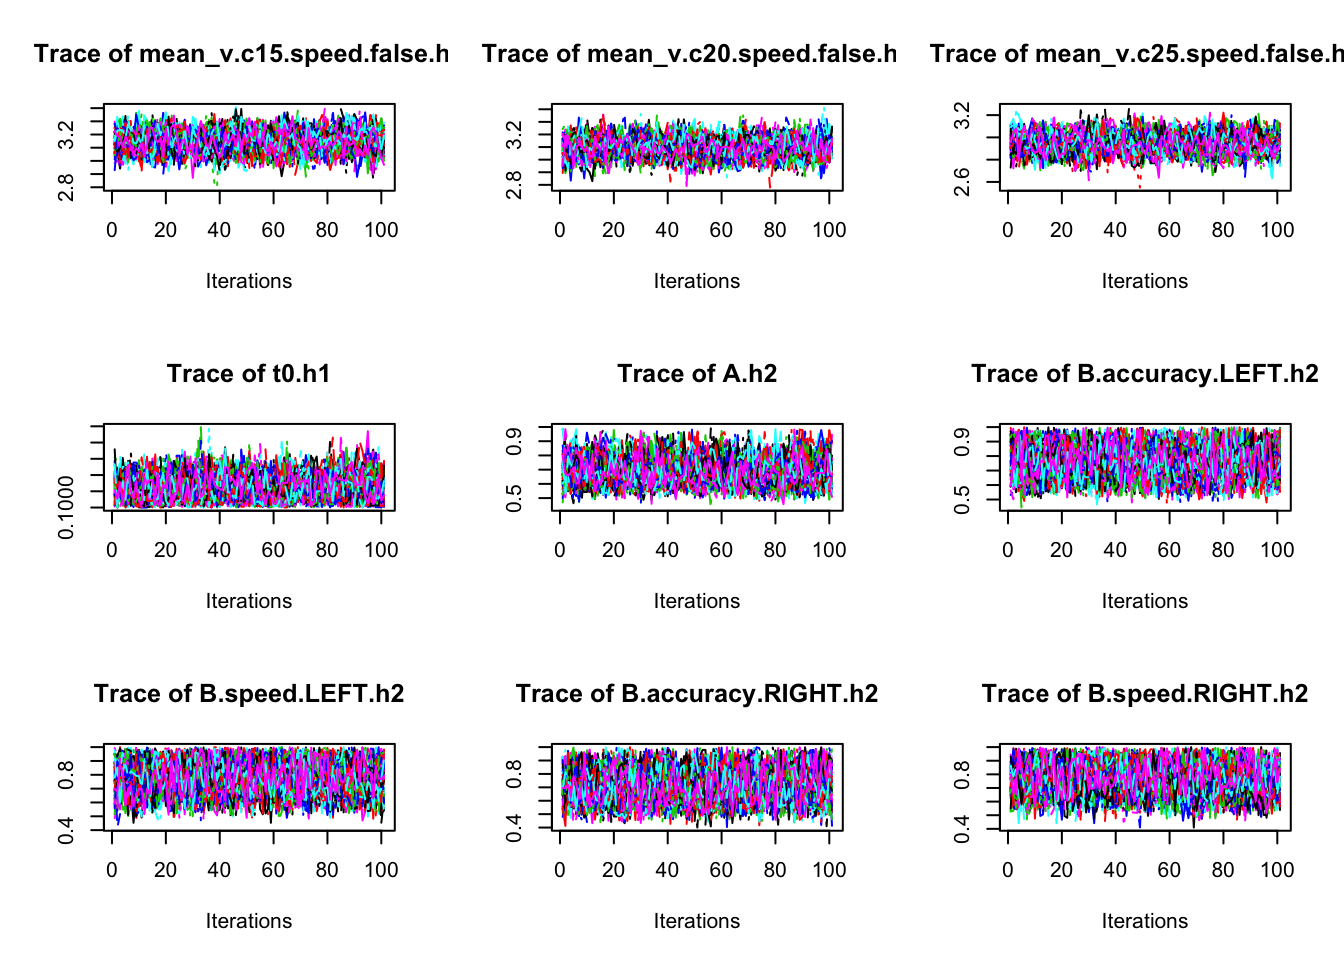 Trace of mean_v.c15.speed.false.h
Trace of mean_v.c20.speed.false.h
Trace of mean_v.c25.speed.false.h
2.8 3.2
0 20 40 60 80 100
Iterations
2.8 3.2
0 20 40 60 80 100
Iterations
2.6 3.2
0 20 40 60 80 100
Iterations
Trace of t0.h1
Trace of A.h2
Trace of B.accuracy.LEFT.h2
0.1000
0 20 40 60 80 100
Iterations
0.5 0.9
0 20 40 60 80 100
Iterations
0.5 0.9
0 20 40 60 80 100
Iterations
Trace of B.speed.LEFT.h2
Trace of B.accuracy.RIGHT.h2
Trace of B.speed.RIGHT.h2
0.4 0.8
0 20 40 60 80 100
Iterations
0.4 0.8
0 20 40 60 80 100
Iterations
0.4 0.8
0 20 40 60 80 100
Iterations